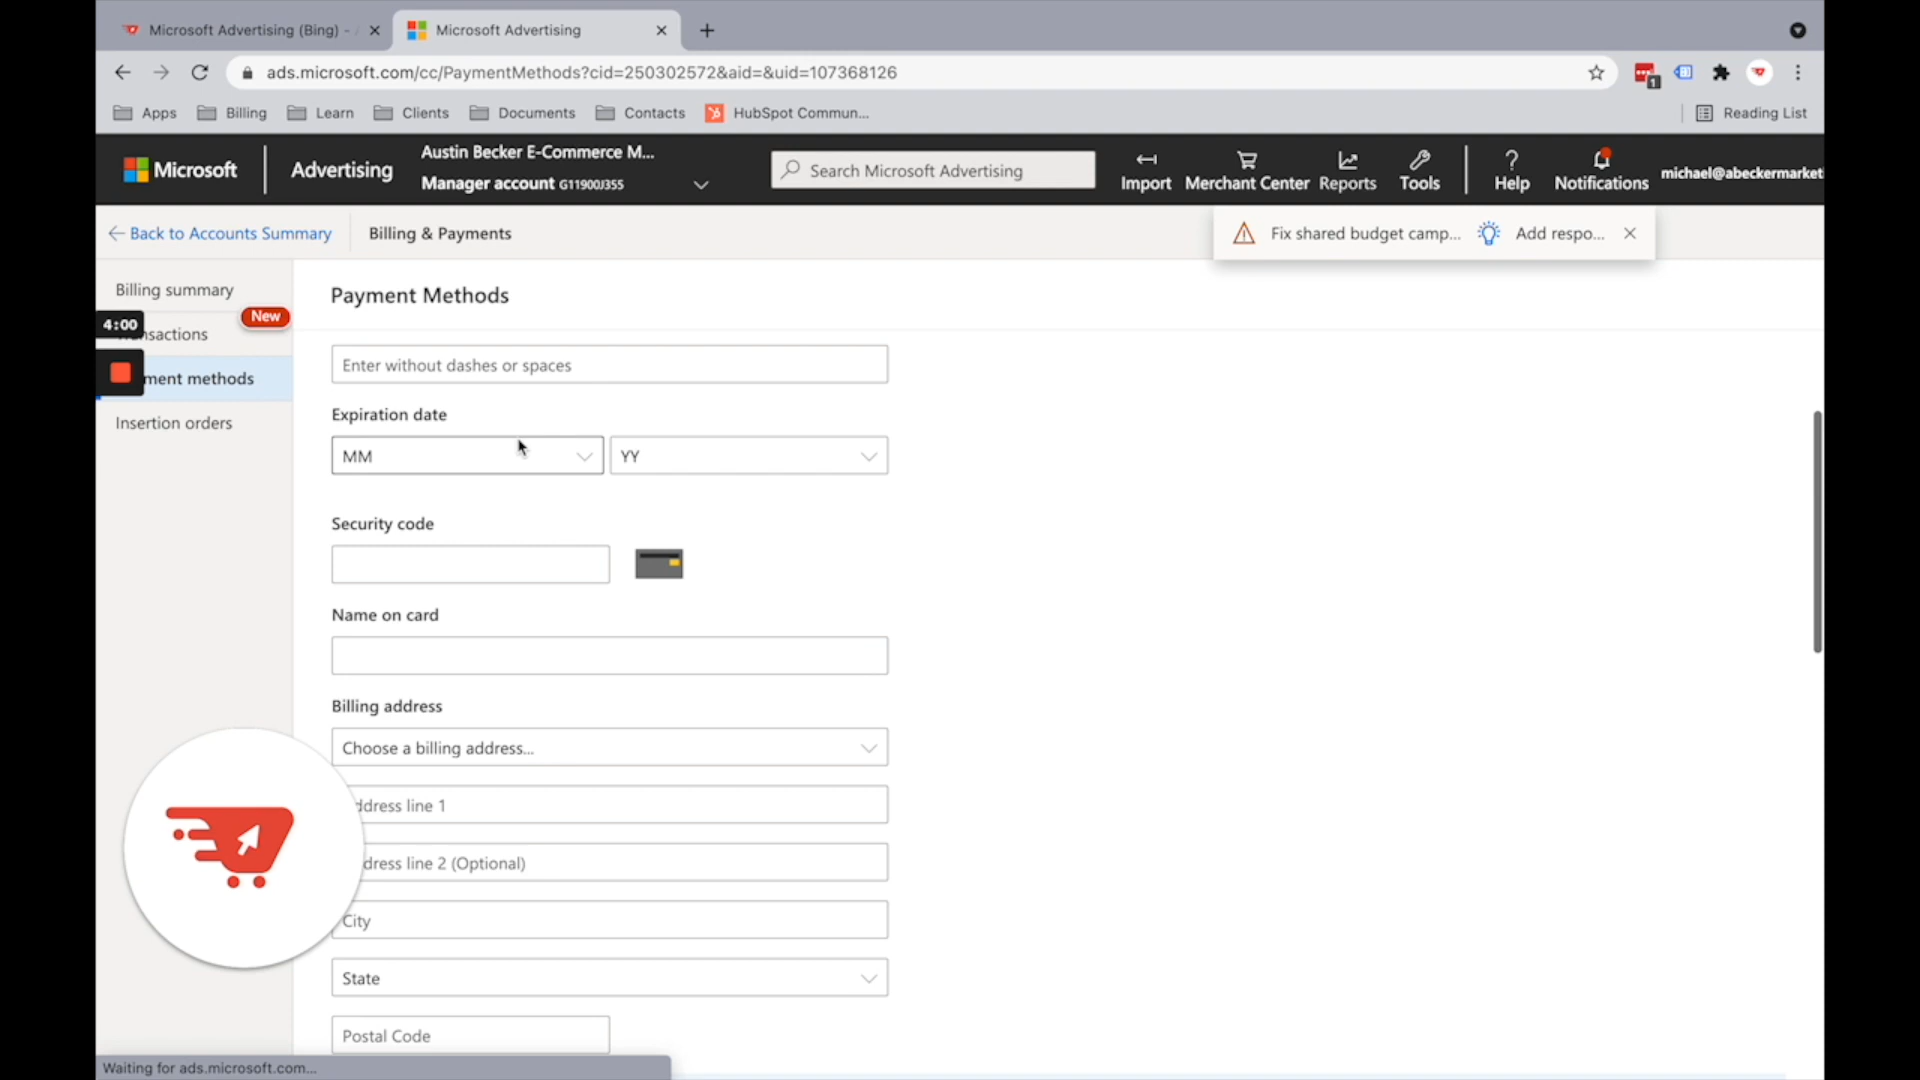 Microsoft Advertising (Bing) -
Microsoft Advertising
ads.microsoft.com/cc/PaymentMethods?cid=250302572&aid=&uid=107368126
1
Apps
Billing
Learn
Clients
Documents
Contacts
HubSpot Commun...
Reading List
Microsoft
Advertising
Austin Becker E-Commerce M...
Manager account G11900J355
Search Microsoft Advertising
Import
Merchant Center
Reports
Tools
Help
Notifications
michael@abeckermarket
Back to Accounts Summary
Billing & Payments
Fix shared budget camp...
Add respo...
Billing summary
New
4:00
nsactions
ment methods
Insertion orders
Payment Methods
Enter without dashes or spaces
Expiration date
MM
YY
Security code
Name on card
Billing address
Choose a billing address...
ddress line 1
dress line 2 (Optional)
City
State
Postal Code
Waiting for ads.microsoft.com...